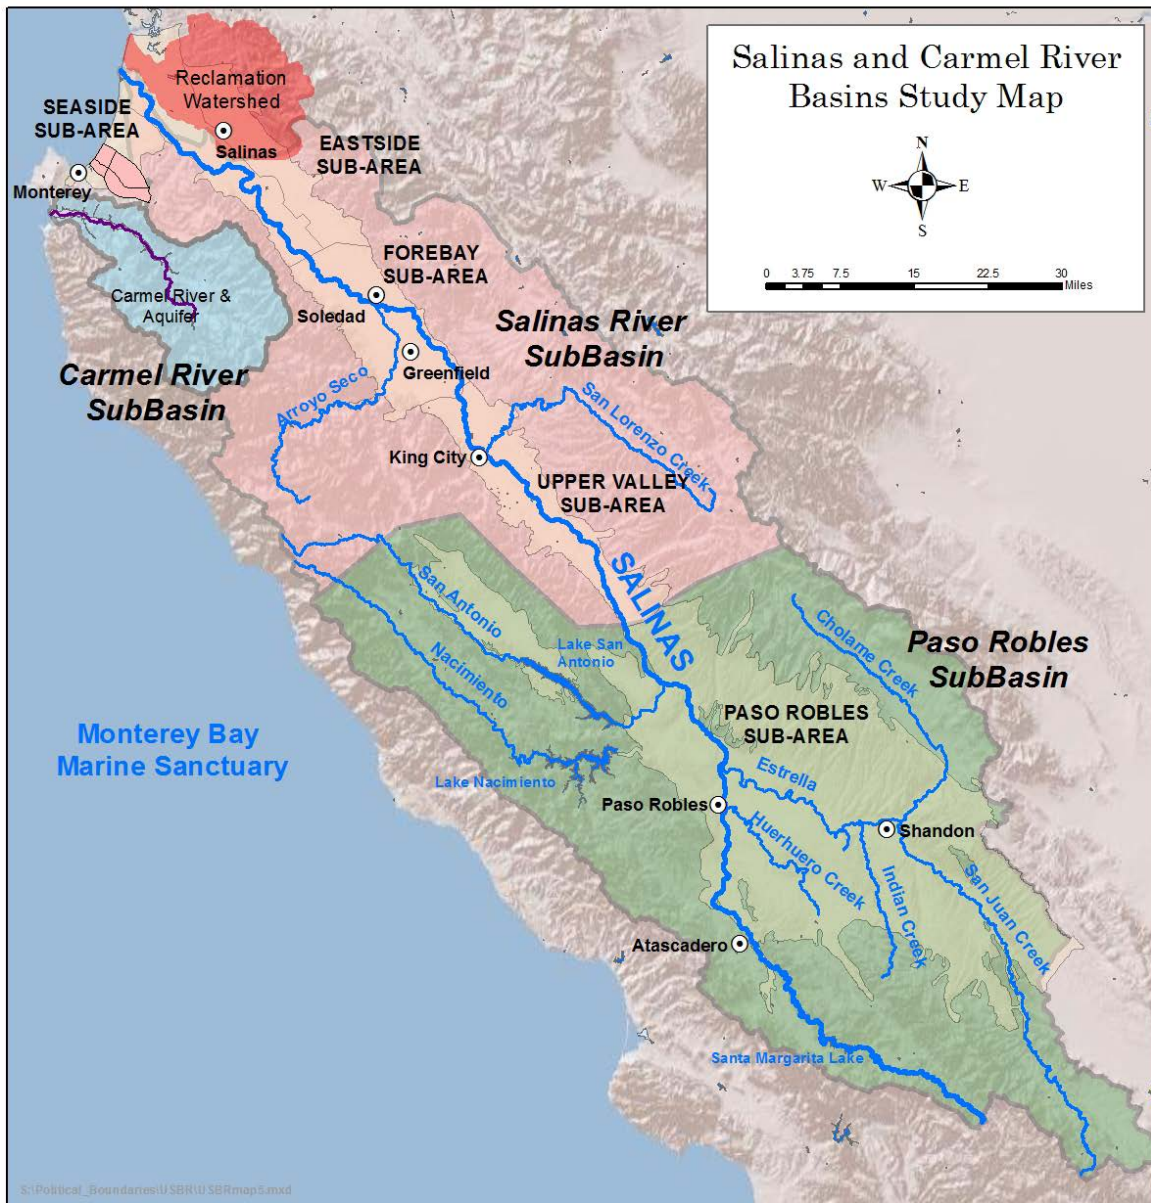 Salinas and Carmel River
Basins Study Map
N
W
E
S
0
3.75
7.5
15
22.5
30
Miles
Reclamation
Watershed
SEASIDE
SUB-AREA
Salinas
EASTSIDE
SUB-AREA
Monterey
FOREBAY
SUB-AREA
Carmel River &
Aquifer
Soledad
Salinas River
SubBasin
Greenfield
Carmel River
SubBasin
Arroyo Seco
San Lorenzo Creek
King City
UPPER VALLEY
SUB-AREA
SALINAS
San Antonio
Cholame Creek
Lake San
Antonio
Nacimiento
Paso Robles
SubBasin
PASO ROBLES
SUB-AREA
Monterey Bay
Marine Sanctuary
Estrella
Lake Nacimiento
Paso Robles
Shandon
Huerhuero Creek
Indian Creek
San Juan Creek
Atascadero
Santa Margarita Lake
S:\Political_Boundaries\USBR\USBRmap5.mxd